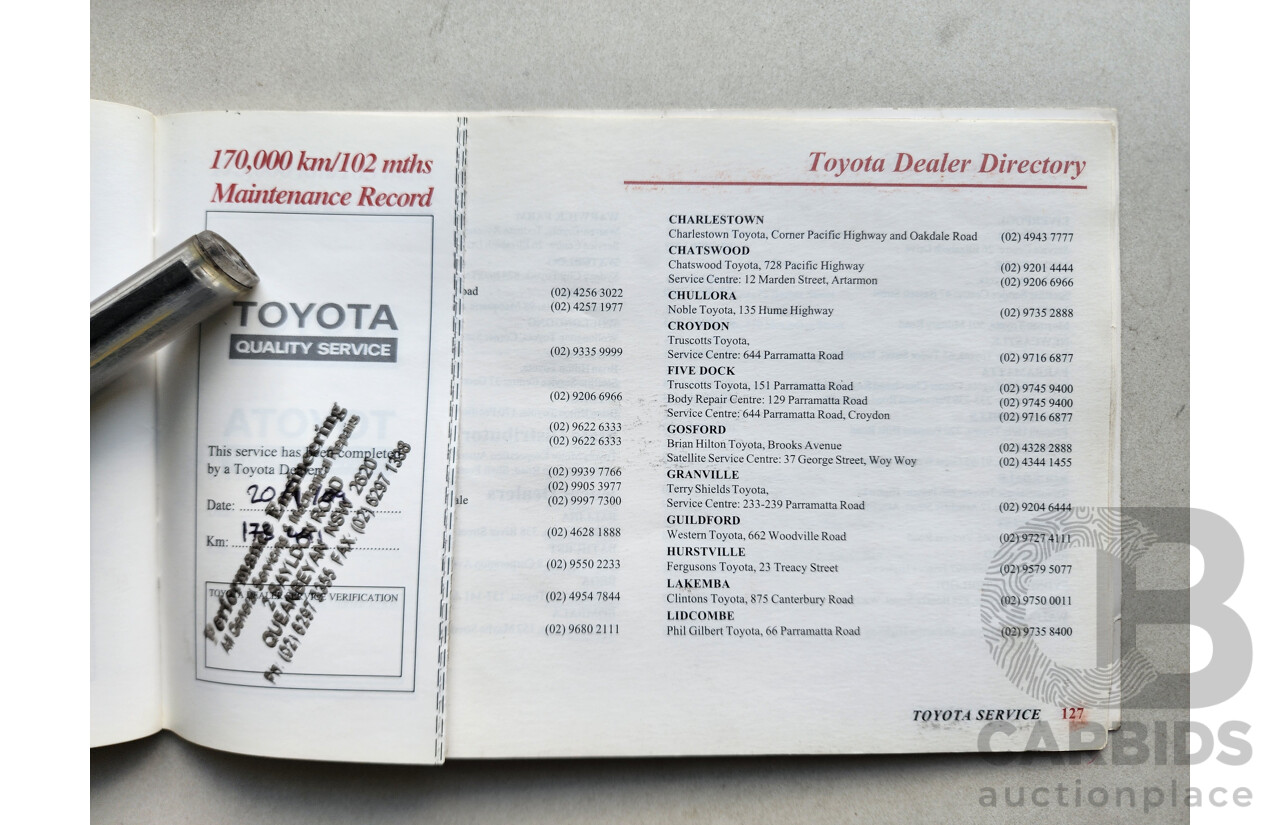 170,000 km/102 mths
Maintenance Record
TOYOTA
QUALITY SERVICE
This service has been completed
by a Toyota Dealer.
Date: 20
Km: 173
TOYOTA DEALER SERVICE VERIFICATION
Performance Engineering
QUEANBEYAN NSW 2620
FAX (02) 6297 1368
Toyota Dealer Directory
oad (02) 4256 3022
(02) 4257 1977
(02) 9335 9999
(02) 9206 6966
(02) 9622 6333
(02) 9622 6333
(02) 9939 7766
(02) 9905 3977
ale (02) 9997 7300
(02) 4628 1888
(02) 9550 2233
(02) 4954 7844
(02) 9680 2111
CHARLESTOWN
Charlestown Toyota, Corner Pacific Highway and Oakdale Road (02) 4943 7777
CHATSWOOD
Chatswood Toyota, 728 Pacific Highway (02) 9201 4444
Service Centre: 12 Marden Street, Artarmon (02) 9206 6966
CHULLORA
Noble Toyota, 135 Hume Highway (02) 9735 2888
CROYDON
Truscotts Toyota,
Service Centre: 644 Parramatta Road (02) 9716 6877
FIVE DOCK
Truscotts Toyota, 151 Parramatta Road (02) 9745 9400
Body Repair Centre: 129 Parramatta Road (02) 9745 9400
Service Centre: 644 Parramatta Road, Croydon (02) 9716 6877
GOSFORD
Brian Hilton Toyota, Brooks Avenue (02) 4328 2888
Satellite Service Centre: 37 George Street, Woy Woy (02) 4344 1455
GRANVILLE
Terry Shields Toyota,
Service Centre: 233-239 Parramatta Road (02) 9204 6444
GUILDFORD
Western Toyota, 662 Woodville Road (02) 9727 4111
HURSTVILLE
Fergusons Toyota, 23 Treacy Street (02) 9579 5077
LAKEMBA
Clintons Toyota, 875 Canterbury Road (02) 9750 0011
LIDCOMBE
Phil Gilbert Toyota, 66 Parramatta Road (02) 9735 8400
TOYOTA SERVICE 127
CARBIDS
auctionplace